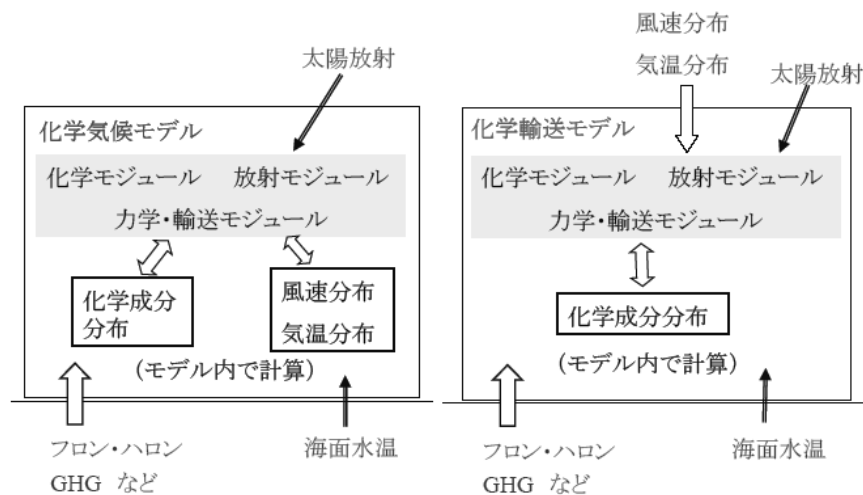 太陽放射
化学気候モデル
化学モジュール 放射モジュール
力学・輸送モジュール
化学成分
分布
風速分布
気温分布
(モデル内で計算)
フロン・ハロン
GHG など
海面水温
風速分布
気温分布
太陽放射
化学輸送モデル
化学モジュール 放射モジュール
力学・輸送モジュール
化学成分分布
(モデル内で計算)
フロン・ハロン
GHG など
海面水温